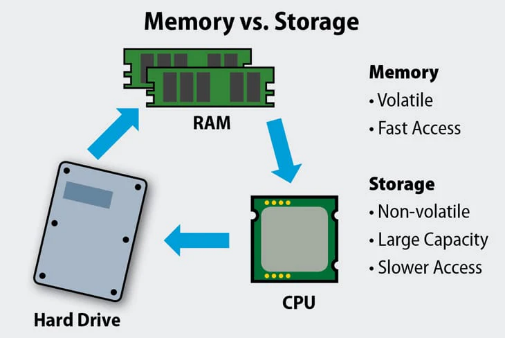 Memory vs. Storage
RAM
Memory
• Volatile
• Fast Access
Storage
• Non-volatile
• Large Capacity
• Slower Access
CPU
Hard Drive